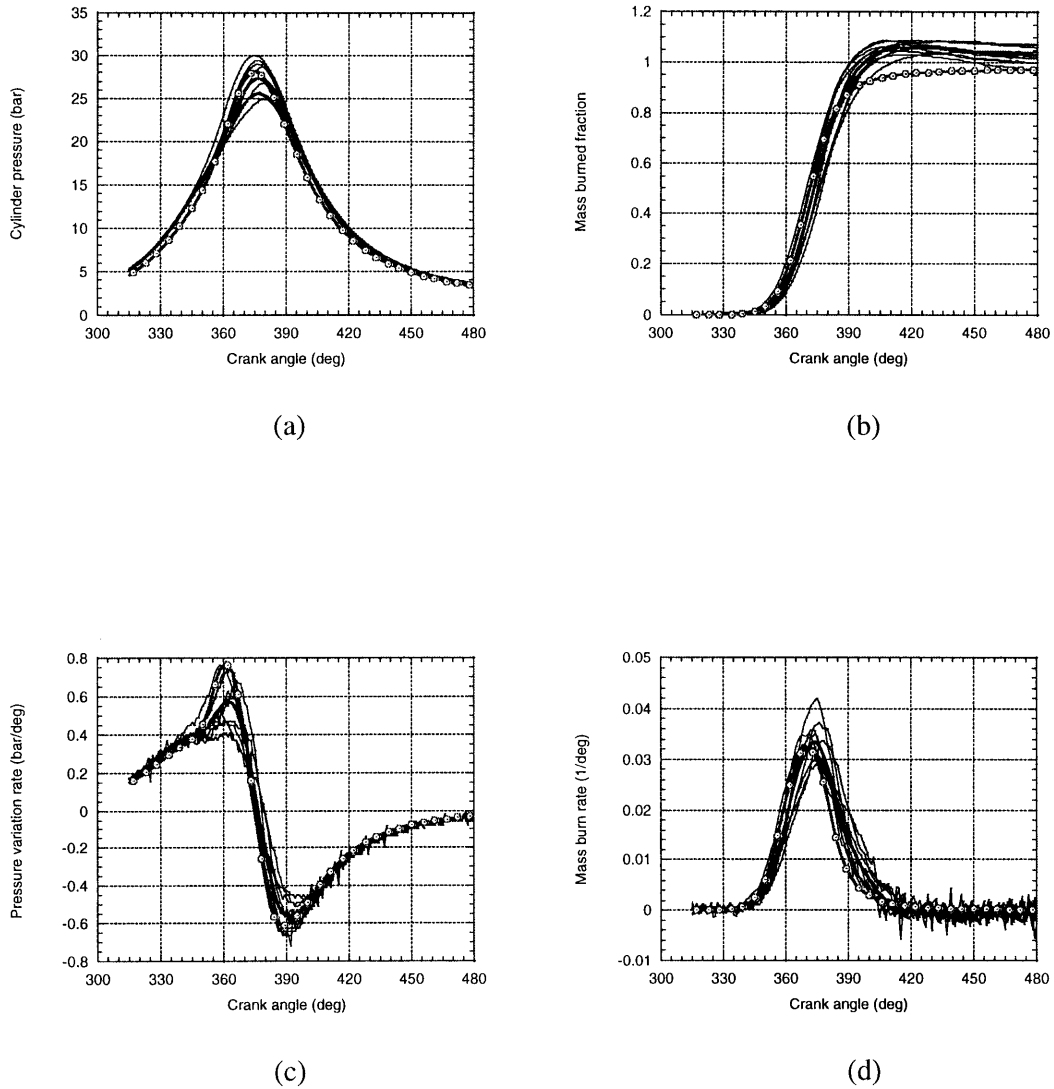 35
30
25
20
15
10
5
0
Cylinder pressure (bar)
300 330 360 390 420 450 480
Crank angle (deg)
(a)
1.2
1
0.8
0.6
0.4
0.2
0
Mass burned fraction
300 330 360 390 420 450 480
Crank angle (deg)
(b)
0.8
0.6
0.4
0.2
0
-0.2
-0.4
-0.6
-0.8
Pressure variation rate (bar/deg)
300 330 360 390 420 450 480
Crank angle (deg)
(c)
0.05
0.04
0.03
0.02
0.01
0
-0.01
Mass burn rate (1/deg)
300 330 360 390 420 450 480
Crank angle (deg)
(d)